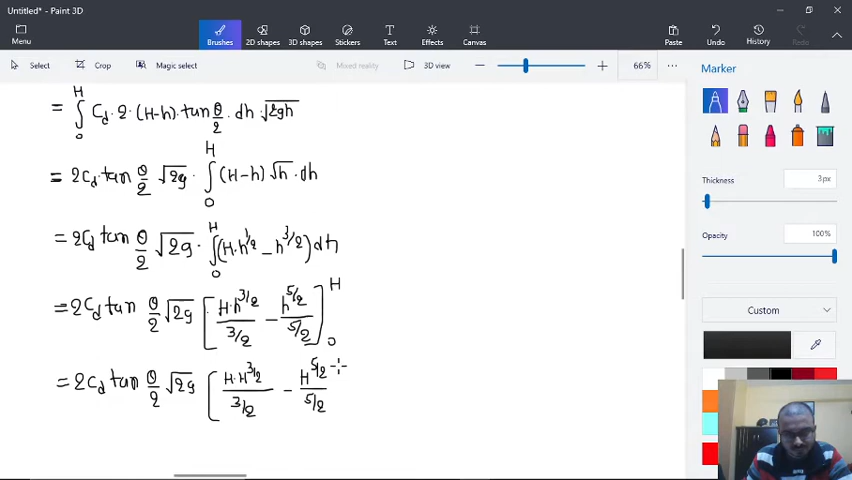 Untitled* - Paint 3D
Menu
Brushes
2D shapes
3D shapes
Stickers
Text
Effects
Canvas
Paste
Undo
History
Redo
Select
Crop
Magic select
Mixed reality
3D view
66%
Marker
Thickness
3px
Opacity
100%
Custom
= ∫₀ᴴ C_d · 2 · (H-h) · tan θ/2 · dh · √2gh
= 2C_d · tan θ/2 √2g · ∫₀ᴴ (H-h) √h · dh
= 2C_d tan θ/2 √2g · ∫₀ᴴ (H·h^{1/2} - h^{3/2}) dh
= 2C_d tan θ/2 √2g [ H·h^{3/2} / 3/2 - h^{5/2} / 5/2 ]₀ᴴ
= 2C_d tan θ/2 √2g [ H·H^{3/2} / 3/2 - H^{5/2} / 5/2